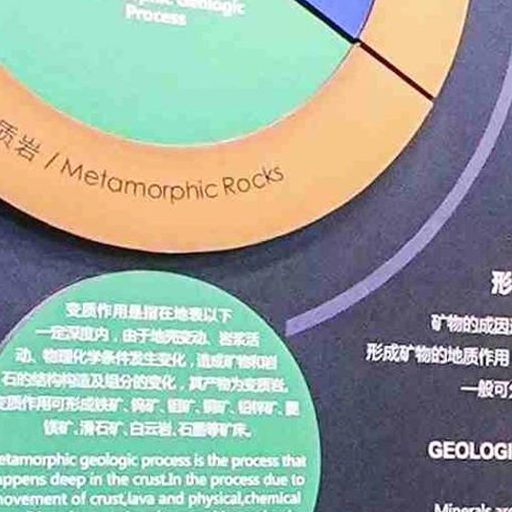 Geologic
Process
质岩 / Metamorphic Rocks
变质作用是指在地表以下
一定深度内，由于地壳变动、岩浆活
动、物理化学条件发生变化，造成矿物和岩
石的结构构造及组分的变化，其产物为变质岩。
变质作用可形成铁矿、钨矿、钼矿、铜矿、铅锌矿、
镁矿、滑石矿、白云岩、石墨等矿床。
etamorphic geologic process is the process that
appens deep in the crust.In the process due to
movement of crust,lava and physical,chemical
形
矿物的成因
形成矿物的地质作用
一般可
GEOLOGI
Minerals are